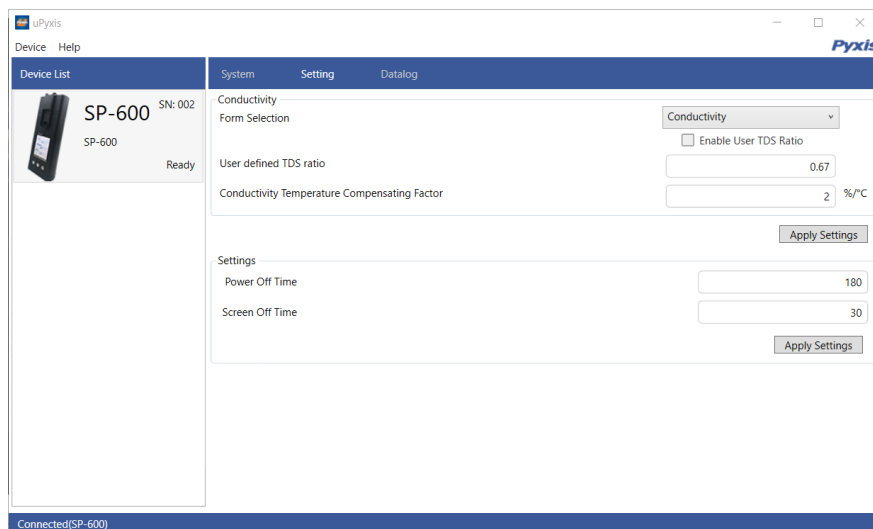 uPyxis
Device Help
Pyxis
Device List
System Setting Datalog
SP-600 SN: 002
SP-600
Ready
Conductivity
Form Selection Conductivity
Enable User TDS Ratio
User defined TDS ratio 0.67
Conductivity Temperature Compensating Factor 2 %/°C
Apply Settings
Settings
Power Off Time 180
Screen Off Time 30
Apply Settings
Connected(SP-600)